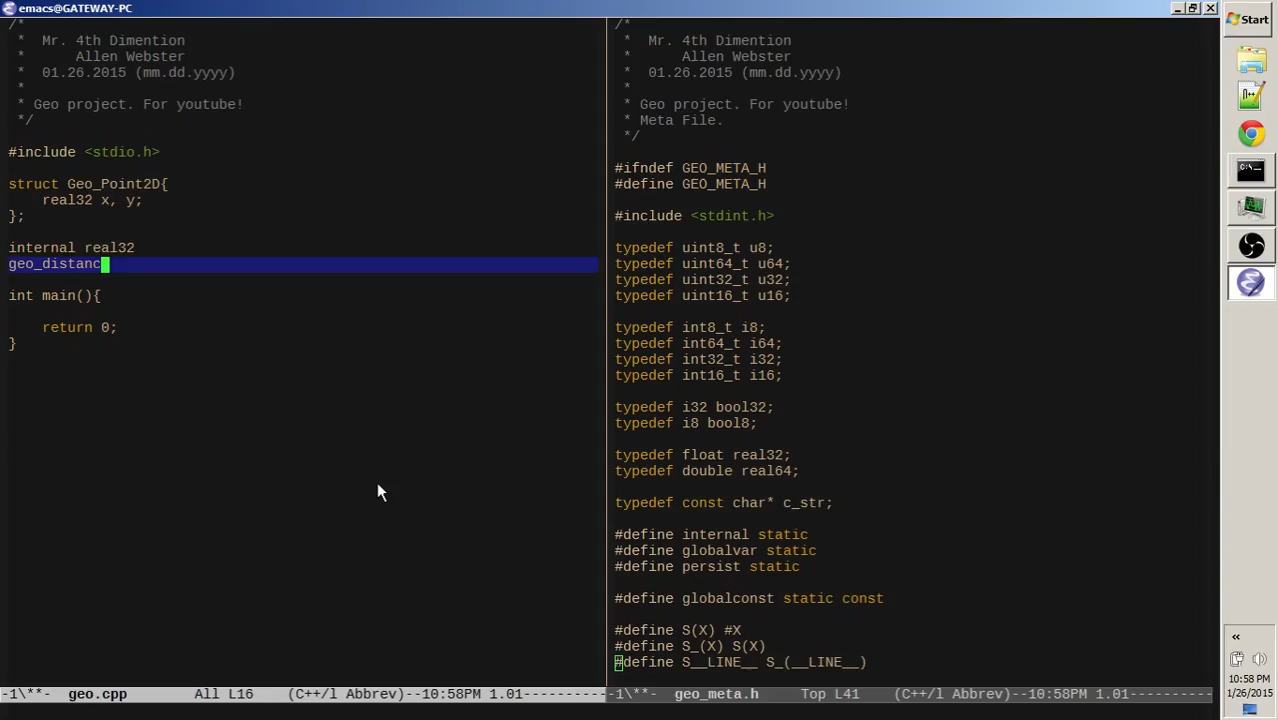 emacs@GATEWAY-PC
/*
 *  Mr. 4th Dimention
 *      Allen Webster
 *  01.26.2015 (mm.dd.yyyy)
 *
 * Geo project. For youtube!
 */
#include <stdio.h>
struct Geo_Point2D{
    real32 x, y;
};
internal real32
geo_distanc
int main(){
    return 0;
}
-1\**-  geo.cpp        All L16    (C++/l Abbrev)--10:58PM 1.01--------------
/*
 *  Mr. 4th Dimention
 *      Allen Webster
 *  01.26.2015 (mm.dd.yyyy)
 *
 * Geo project. For youtube!
 * Meta File.
 */
#ifndef GEO_META_H
#define GEO_META_H
#include <stdint.h>
typedef uint8_t u8;
typedef uint64_t u64;
typedef uint32_t u32;
typedef uint16_t u16;
typedef int8_t i8;
typedef int64_t i64;
typedef int32_t i32;
typedef int16_t i16;
typedef i32 bool32;
typedef i8 bool8;
typedef float real32;
typedef double real64;
typedef const char* c_str;
#define internal static
#define globalvar static
#define persist static
#define globalconst static const
#define S(X) #X
#define S_(X) S(X)
#define S__LINE__ S_(__LINE__)
-1\**-  geo_meta.h     Top L41    (C++/l Abbrev)--10:58PM 1.01--------------
Start
C:\
10:58 PM
1/26/2015